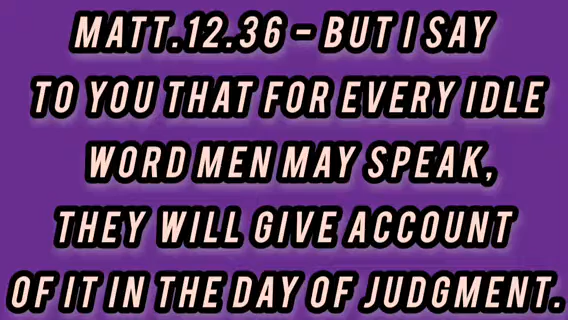 MATT.12.36 - BUT I SAY
TO YOU THAT FOR EVERY IDLE
WORD MEN MAY SPEAK,
THEY WILL GIVE ACCOUNT
OF IT IN THE DAY OF JUDGMENT.